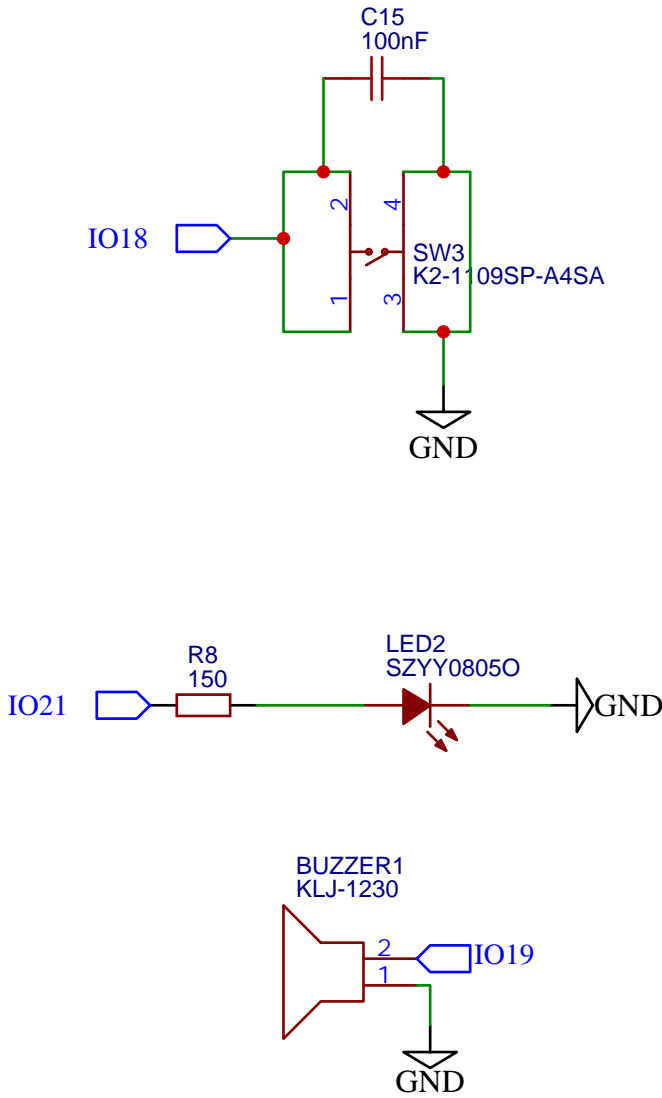 C15
100nF
2
4
IO18
SW3
K2-1109SP-A4SA
1
3
GND
LED2
SZYY0805O
R8
150
IO21
GND
BUZZER1
KLJ-1230
2
IO19
1
GND